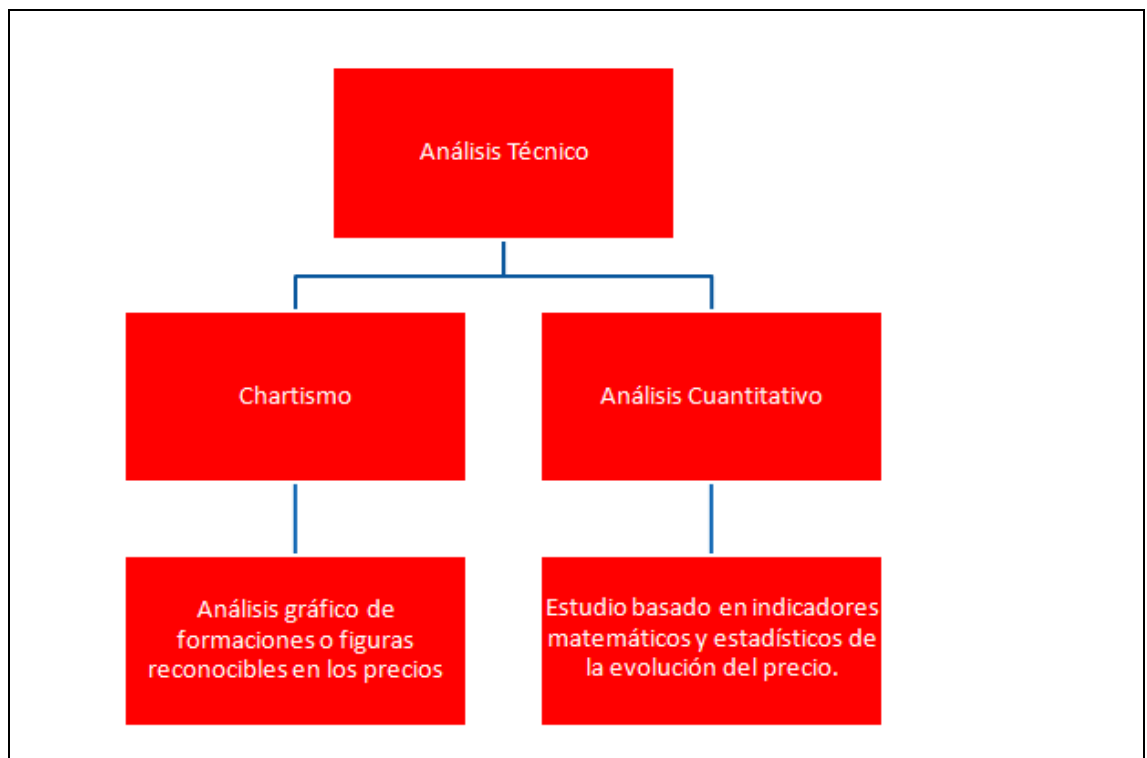 Análisis Técnico
Chartismo
Análisis Cuantitativo
Análisis gráfico de
formaciones o figuras
reconocibles en los precios
Estudio basado en indicadores
matemáticos y estadísticos de
la evolución del precio.